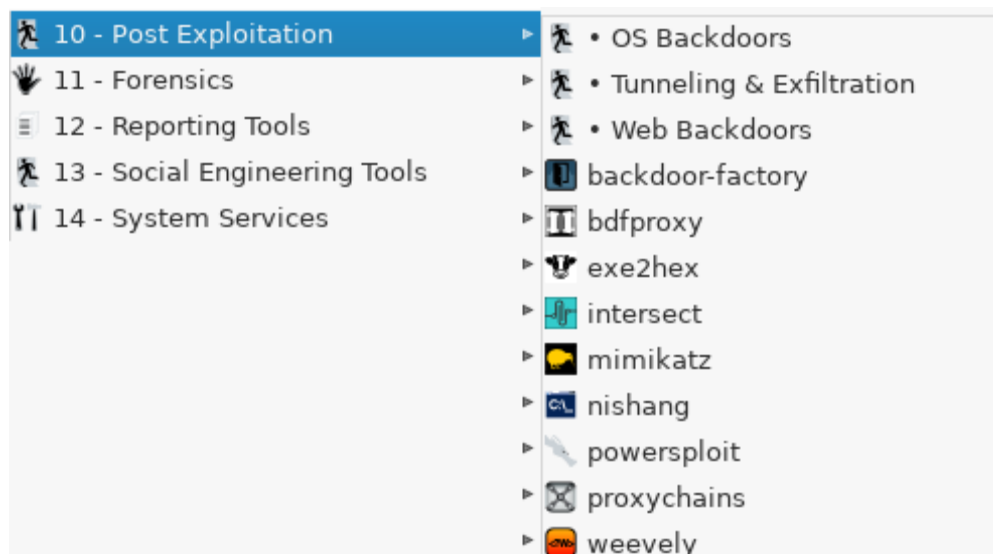 10 - Post Exploitation
11 - Forensics
12 - Reporting Tools
13 - Social Engineering Tools
14 - System Services
• OS Backdoors
• Tunneling & Exfiltration
• Web Backdoors
backdoor-factory
bdfproxy
exe2hex
intersect
mimikatz
nishang
powersploit
proxychains
weevely